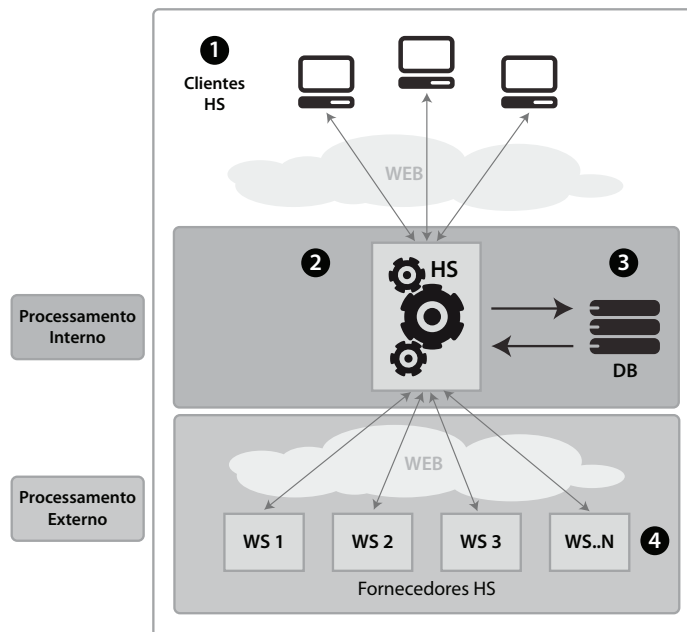 1
Clientes
HS
WEB
2
HS
3
Processamento
Interno
DB
WEB
Processamento
Externo
WS 1
WS 2
WS 3
WS..N
4
Fornecedores HS